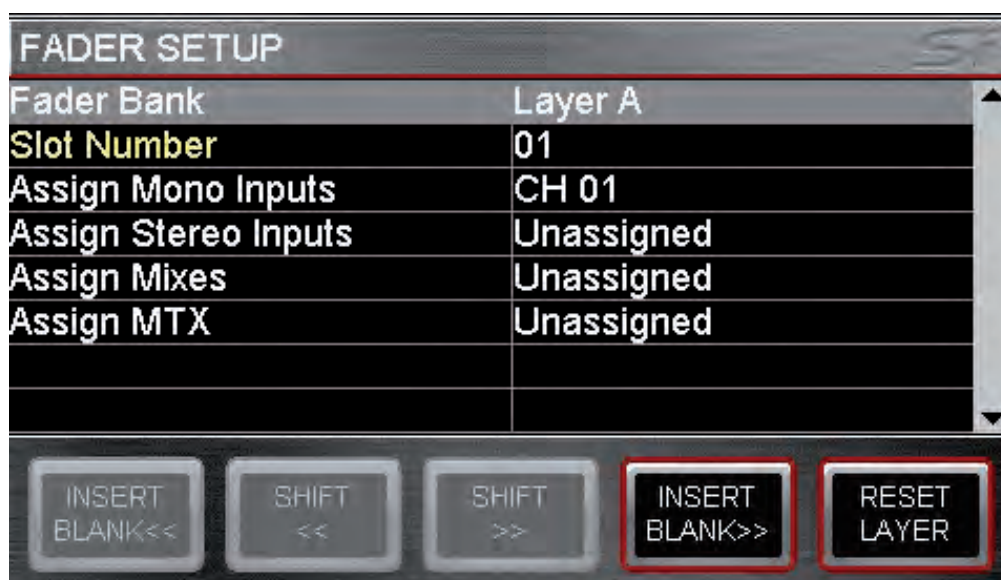 FADER SETUP
Fader Bank Layer A
Slot Number 01
Assign Mono Inputs CH 01
Assign Stereo Inputs Unassigned
Assign Mixes Unassigned
Assign MTX Unassigned
INSERT BLANK<<
SHIFT <<
SHIFT >>
INSERT BLANK>>
RESET LAYER